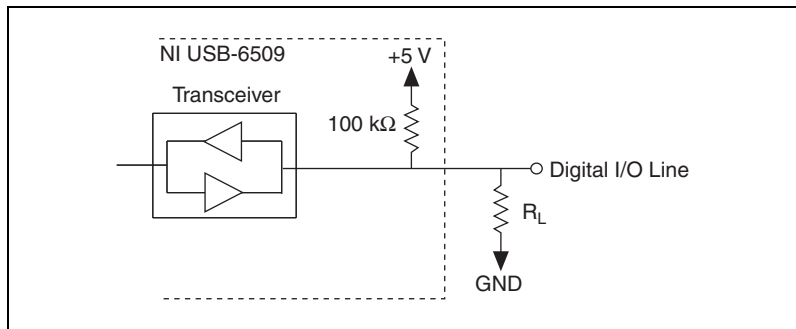 NI USB-6509
+5 V
Transceiver
100 kΩ
Digital I/O Line
R_L
GND